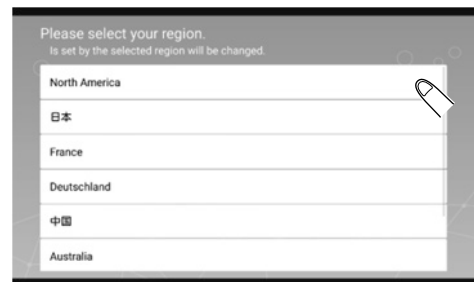 Please select your region.
Is set by the selected region will be changed.
North America
日本
France
Deutschland
中国
Australia